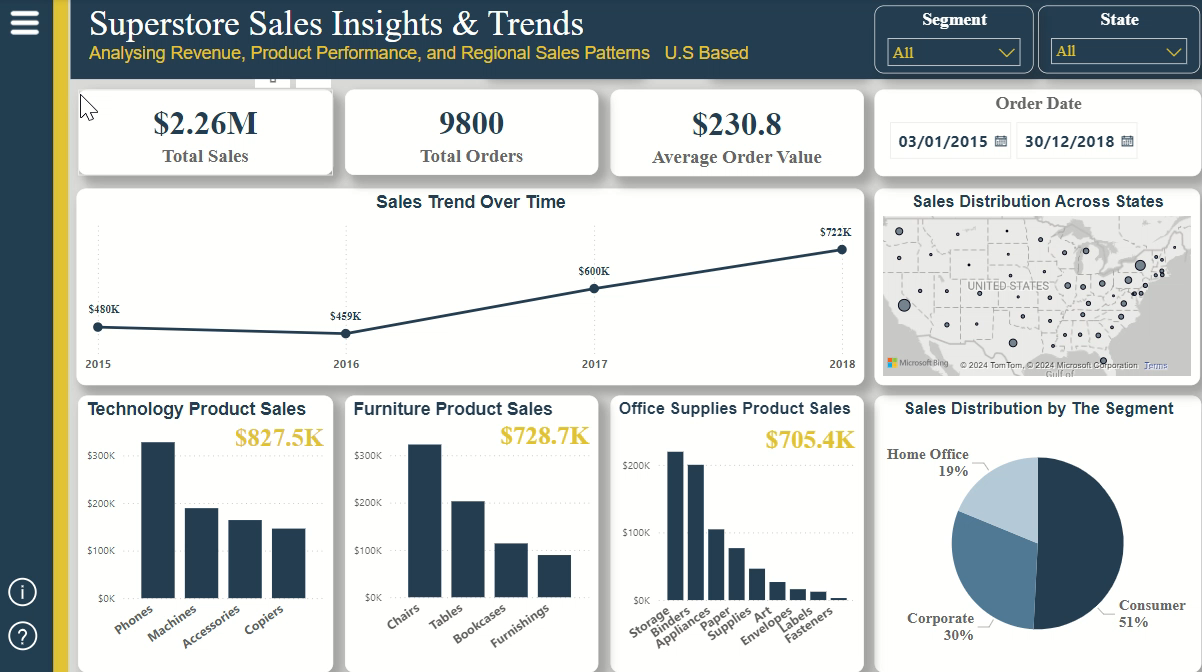 Superstore Sales Insights & Trends
Analysing Revenue, Product Performance, and Regional Sales Patterns U.S Based
Segment
All
State
All
$2.26M
Total Sales
9800
Total Orders
$230.8
Average Order Value
Order Date
03/01/2015 30/12/2018
Sales Trend Over Time
$480K
$459K
$600K
$722K
2015 2016 2017 2018
Sales Distribution Across States
UNITED STATES
Microsoft Bing
© 2024 TomTom, © 2024 Microsoft Corporation Terms
Gulf of
Technology Product Sales
$827.5K
$300K
$200K
$100K
$0K
Phones
Machines
Accessories
Copiers
Furniture Product Sales
$728.7K
$300K
$200K
$100K
$0K
Chairs
Tables
Bookcases
Furnishings
Office Supplies Product Sales
$705.4K
$200K
$100K
$0K
Storage
Binders
Appliances
Paper
Supplies
Art
Envelopes
Labels
Fasteners
Sales Distribution by The Segment
Home Office
19%
Corporate
30%
Consumer
51%
i
?